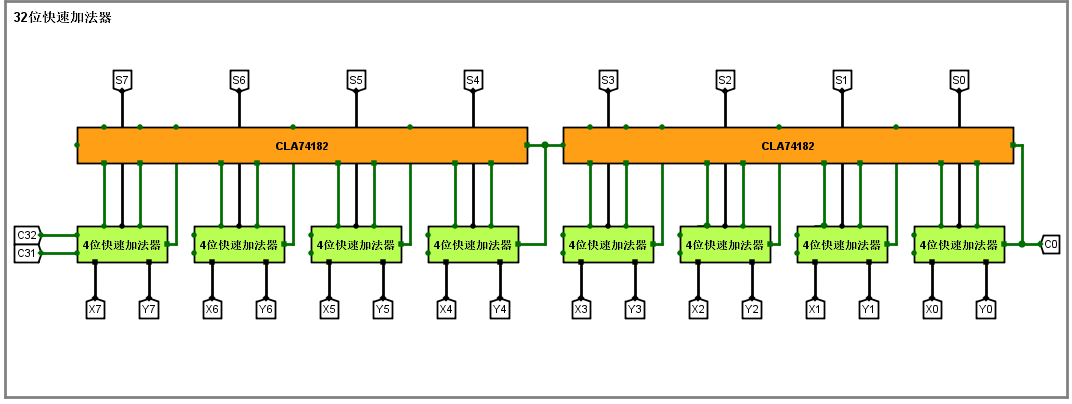 32位快速加法器
S7 S6 S5 S4 S3 S2 S1 S0
CLA74182 CLA74182
C32 4位快速加法器 4位快速加法器 4位快速加法器 4位快速加法器 4位快速加法器 4位快速加法器 4位快速加法器 4位快速加法器 C0
C31
X7 Y7 X6 Y6 X5 Y5 X4 Y4 X3 Y3 X2 Y2 X1 Y1 X0 Y0